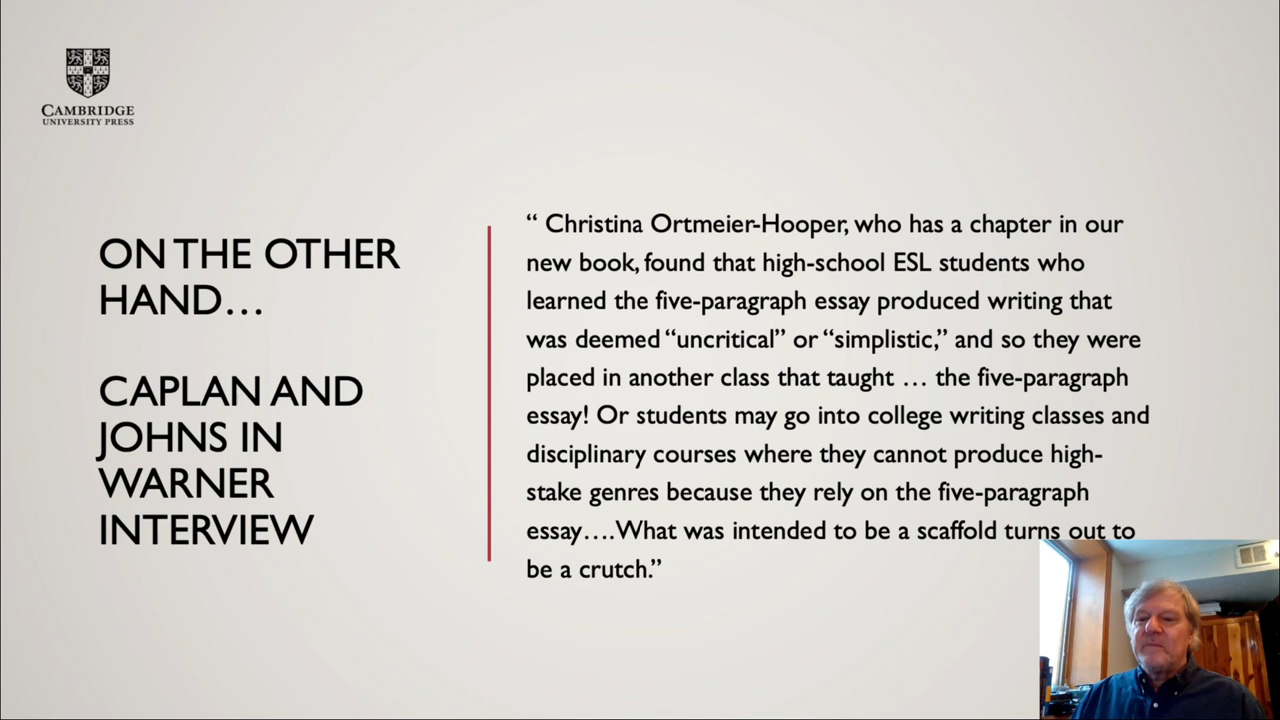 CAMBRIDGE
UNIVERSITY PRESS
ON THE OTHER
HAND…
CAPLAN AND
JOHNS IN
WARNER
INTERVIEW
“ Christina Ortmeier-Hooper, who has a chapter in our
new book, found that high-school ESL students who
learned the five-paragraph essay produced writing that
was deemed “uncritical” or “simplistic,” and so they were
placed in another class that taught … the five-paragraph
essay! Or students may go into college writing classes and
disciplinary courses where they cannot produce high-
stake genres because they rely on the five-paragraph
essay….What was intended to be a scaffold turns out to
be a crutch.”